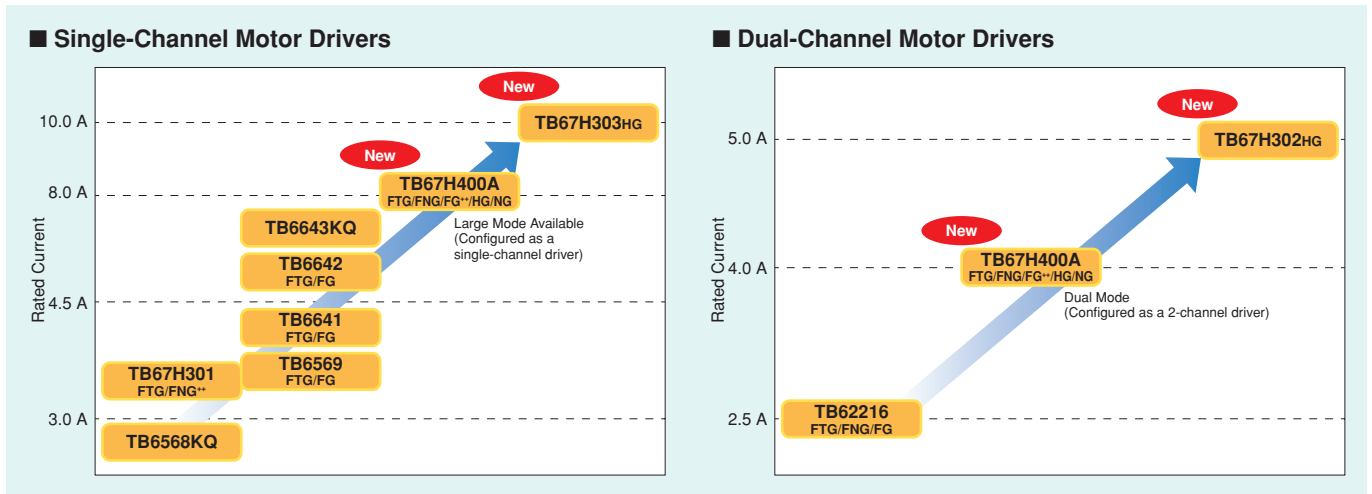 ■ Single-Channel Motor Drivers
Rated Current
10.0 A
8.0 A
4.5 A
3.0 A
New
TB67H303HG
New
TB67H400A
FTG/FNG/FG++/HG/NG
Large Mode Available
(Configured as a
single-channel driver)
TB6643KQ
TB6642
FTG/FG
TB6641
FTG/FG
TB67H301
FTG/FNG++
TB6569
FTG/FG
TB6568KQ
■ Dual-Channel Motor Drivers
Rated Current
5.0 A
4.0 A
2.5 A
New
TB67H302HG
New
TB67H400A
FTG/FNG/FG++/HG/NG
Dual Mode
(Configured as a 2-channel driver)
TB62216
FTG/FNG/FG